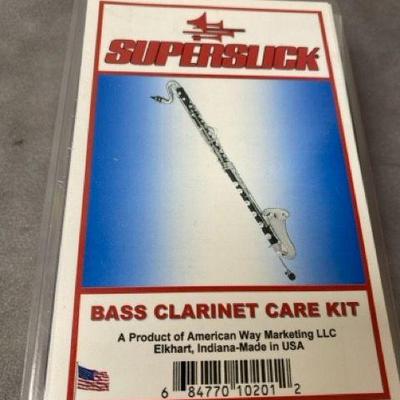 SUPERSLICK
BASS CLARINET CARE KIT
A Product of American Way Marketing LLC
Elkhart, Indiana-Made in USA
6 84770 10201 2